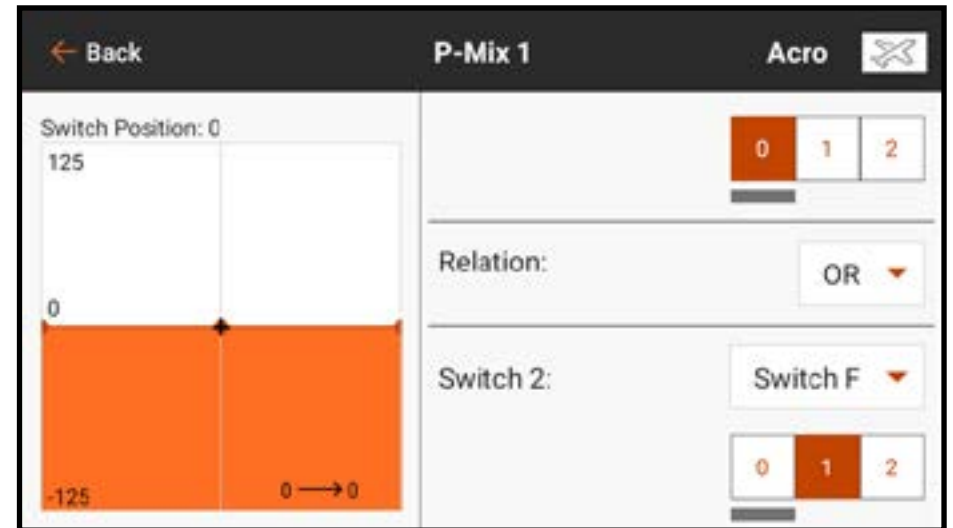 ← Back
P-Mix 1
Acro
Switch Position: 0
125
0
-125
0 → 0
0 1 2
Relation:
OR
Switch 2:
Switch F
0 1 2